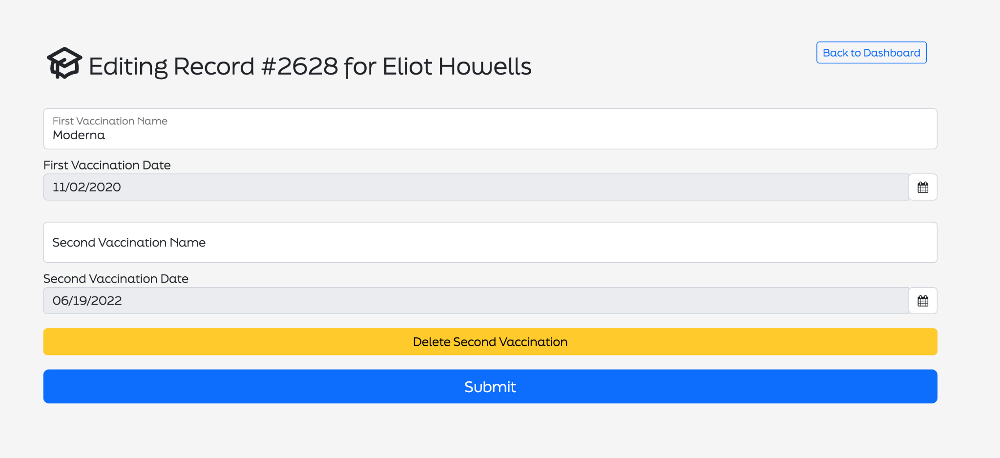 Back to Dashboard
Editing Record #2628 for Eliot Howells
First Vaccination Name
Moderna
First Vaccination Date
11/02/2020
Second Vaccination Name
Second Vaccination Date
06/19/2022
Delete Second Vaccination
Submit